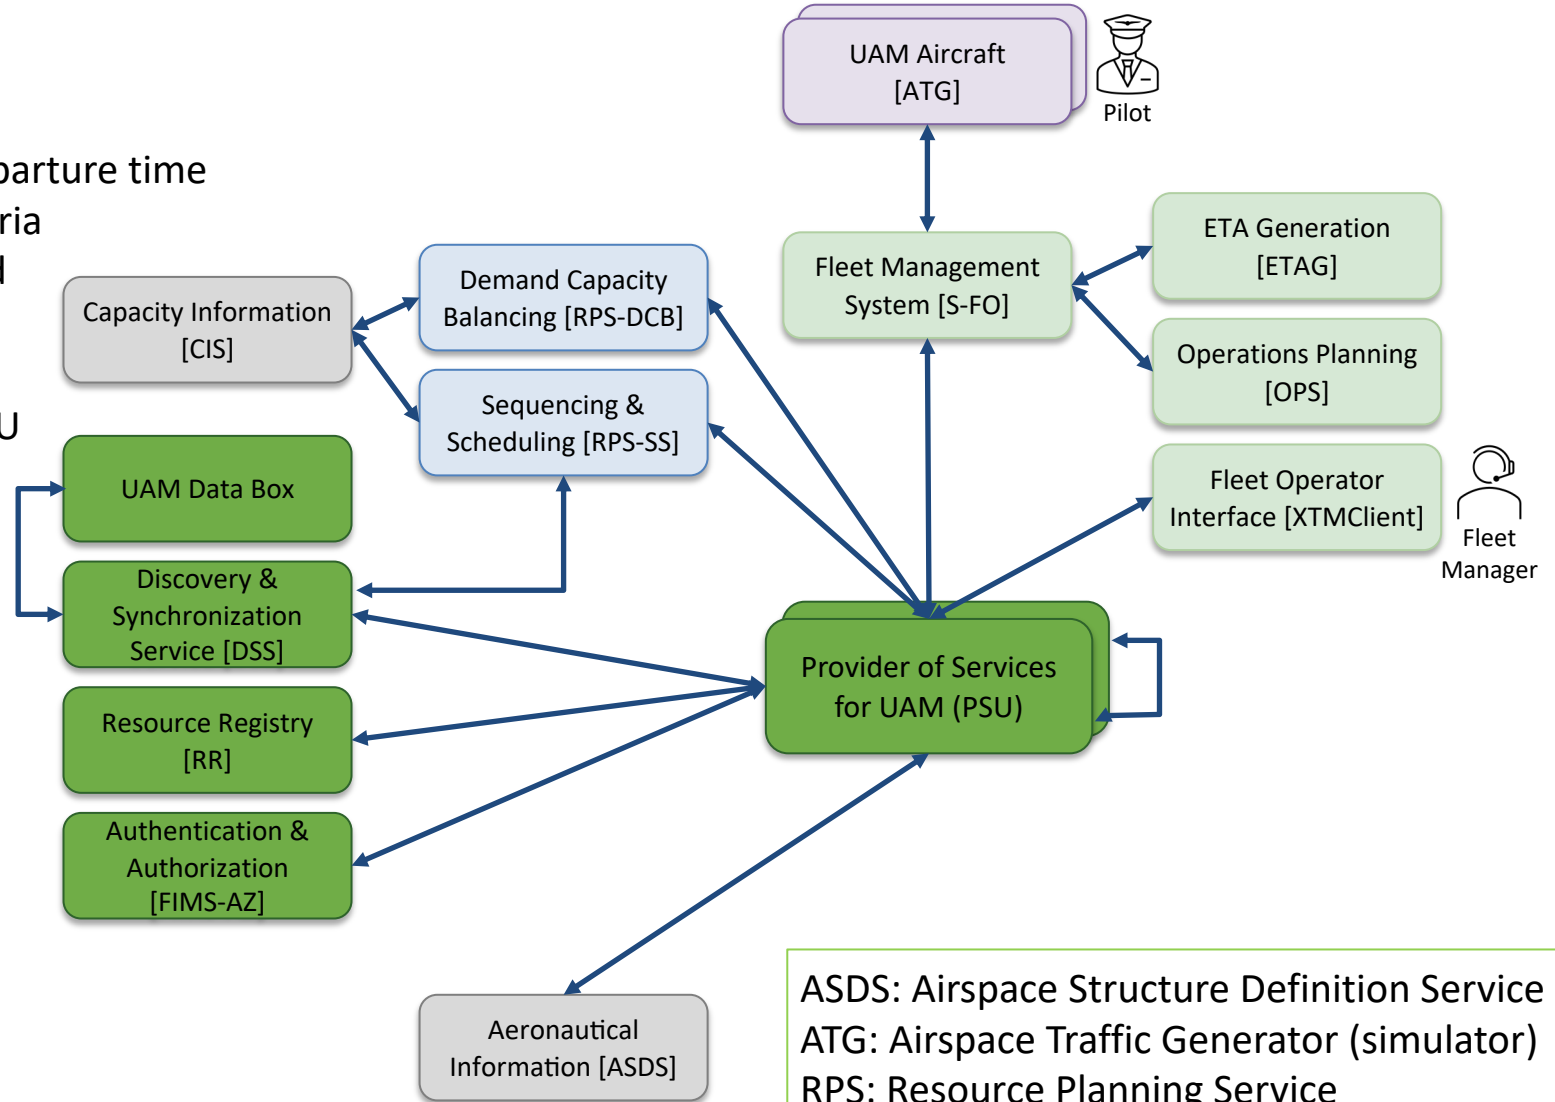 UAM Aircraft
[ATG]
Pilot
parture time
ria
Capacity Information
[CIS]
Demand Capacity
Balancing [RPS-DCB]
Sequencing &
Scheduling [RPS-SS]
Fleet Management
System [S-FO]
ETA Generation
[ETAG]
Operations Planning
[OPS]
Fleet Operator
Interface [XTMClient]
Fleet
Manager
U
UAM Data Box
Discovery &
Synchronization
Service [DSS]
Resource Registry
[RR]
Authentication &
Authorization
[FIMS-AZ]
Provider of Services
for UAM (PSU)
Aeronautical
Information [ASDS]
ASDS: Airspace Structure Definition Service
ATG: Airspace Traffic Generator (simulator)
RPS: Resource Planning Service